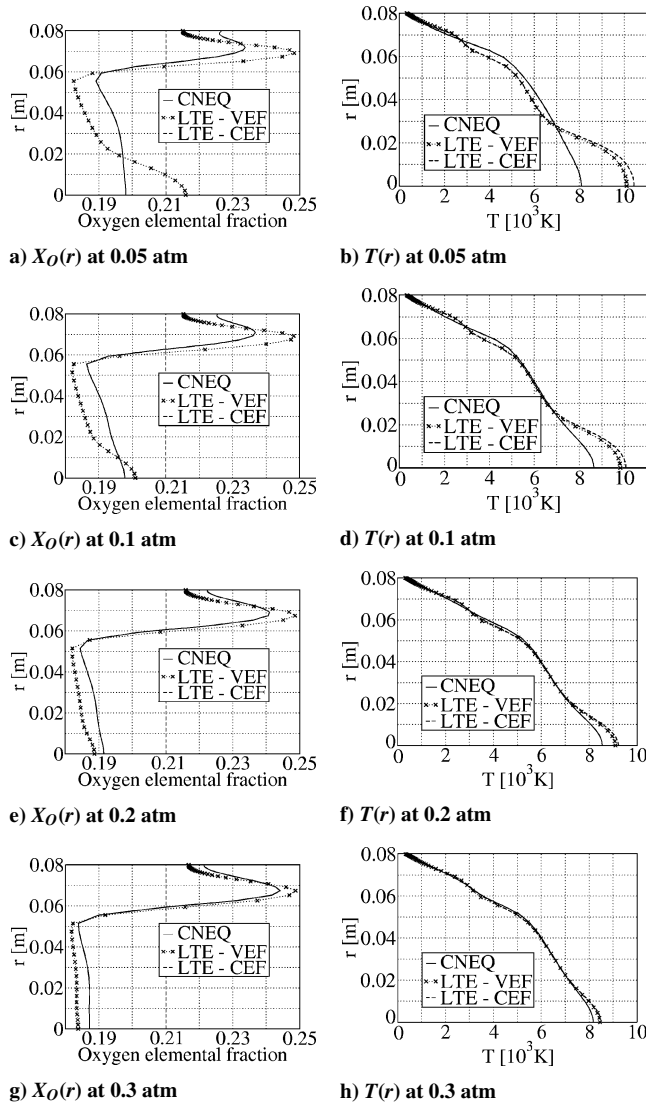 0.08
0.06
0.04
0.02
0
r [m]
CNEQ
LTE - VEF
LTE - CEF
0.19 0.21 0.23 0.25
Oxygen elemental fraction
a) X_O(r) at 0.05 atm
0.08
0.06
0.04
0.02
0
r [m]
CNEQ
LTE - VEF
LTE - CEF
0 2 4 6 8 10
T [10³K]
b) T(r) at 0.05 atm
0.08
0.06
0.04
0.02
0
r [m]
CNEQ
LTE - VEF
LTE - CEF
0.19 0.21 0.23 0.25
Oxygen elemental fraction
c) X_O(r) at 0.1 atm
0.08
0.06
0.04
0.02
0
r [m]
CNEQ
LTE - VEF
LTE - CEF
0 2 4 6 8 10
T [10³K]
d) T(r) at 0.1 atm
0.08
0.06
0.04
0.02
0
r [m]
CNEQ
LTE - VEF
LTE - CEF
0.19 0.21 0.23 0.25
Oxygen elemental fraction
e) X_O(r) at 0.2 atm
0.08
0.06
0.04
0.02
0
r [m]
CNEQ
LTE - VEF
LTE - CEF
0 2 4 6 8 10
T [10³K]
f) T(r) at 0.2 atm
0.08
0.06
0.04
0.02
0
r [m]
CNEQ
LTE - VEF
LTE - CEF
0.19 0.21 0.23 0.25
Oxygen elemental fraction
g) X_O(r) at 0.3 atm
0.08
0.06
0.04
0.02
0
r [m]
CNEQ
LTE - VEF
LTE - CEF
0 2 4 6 8 10
T [10³K]
h) T(r) at 0.3 atm